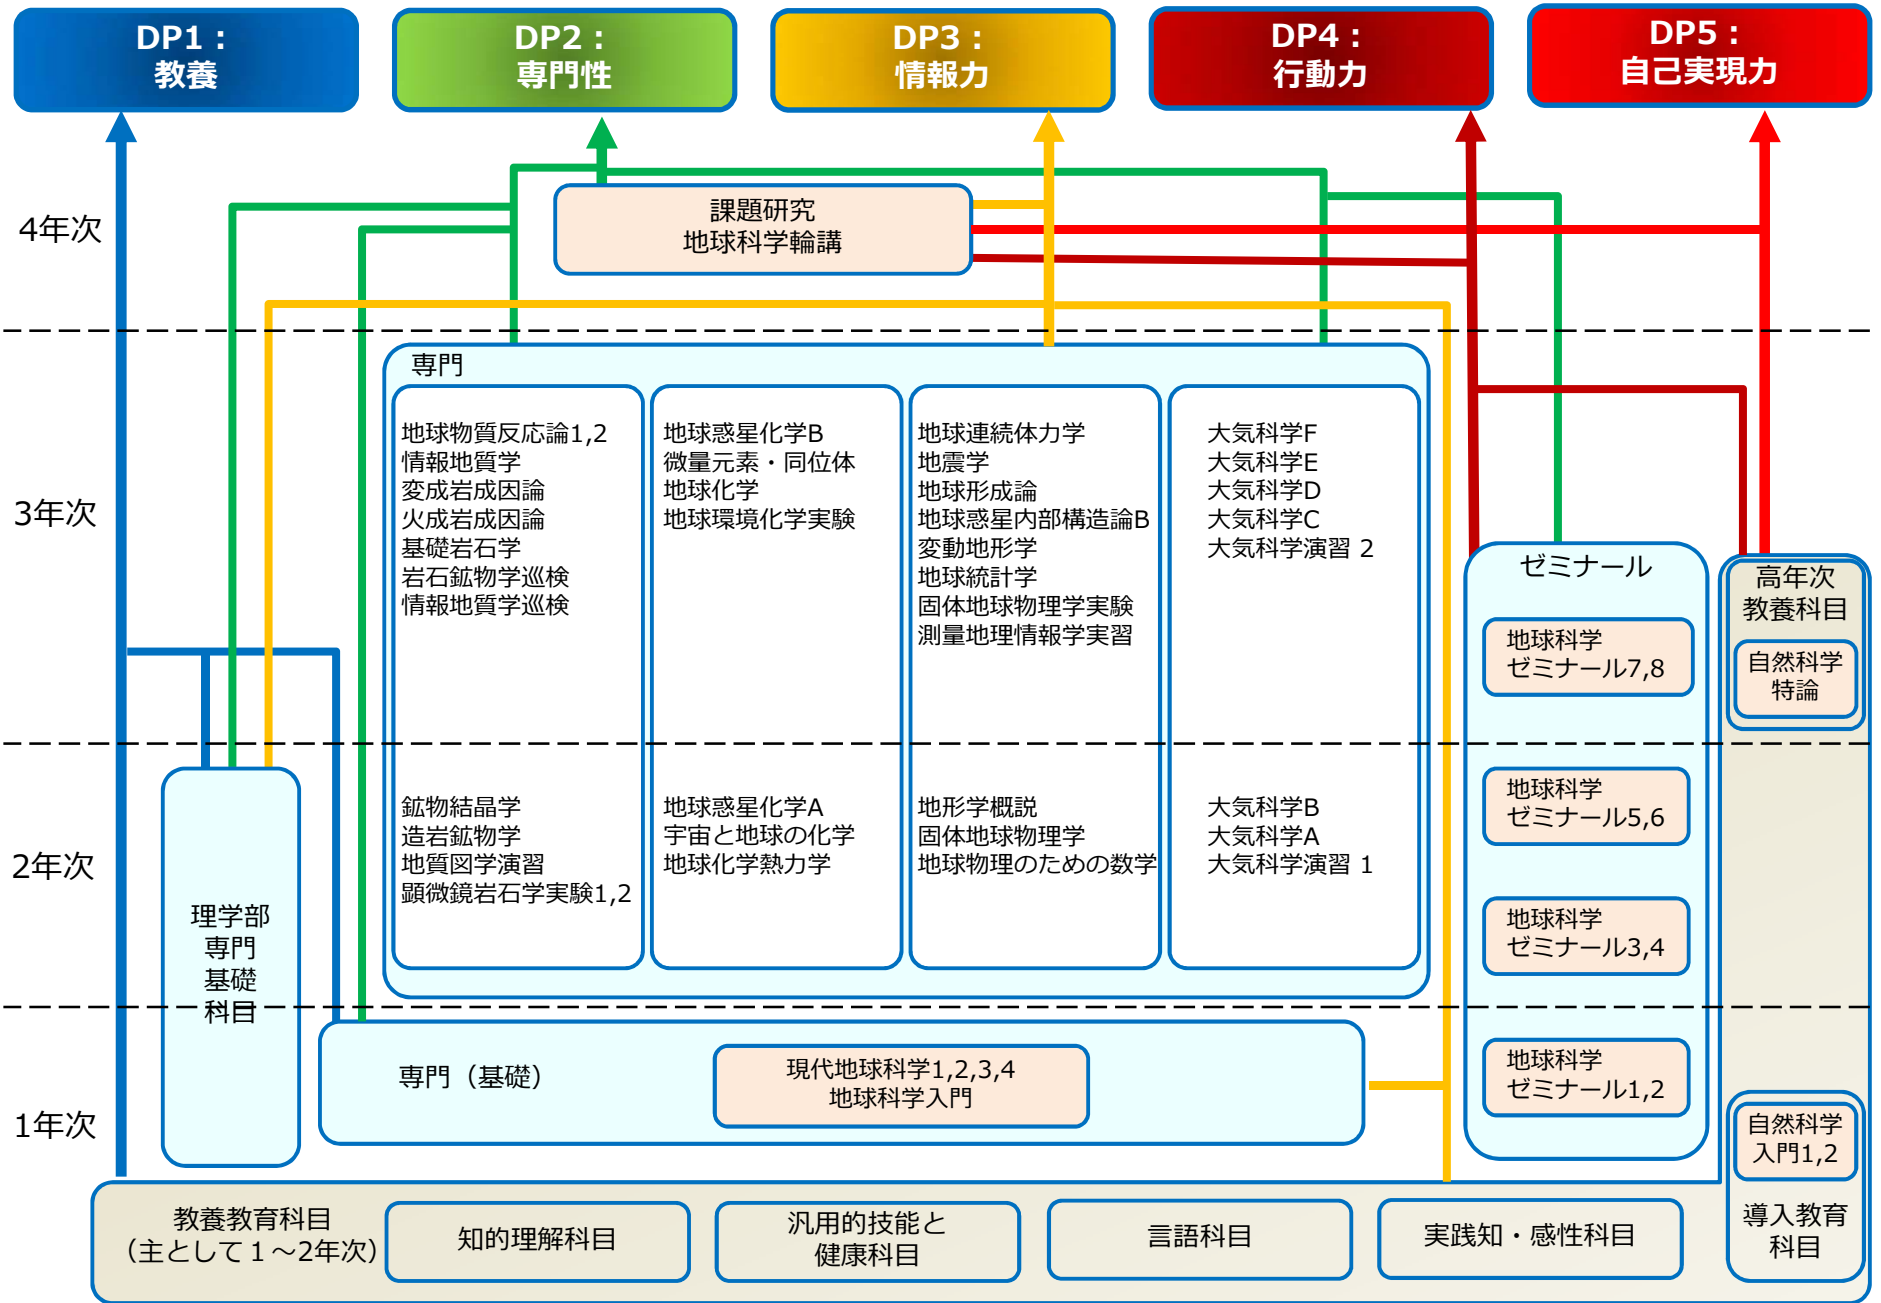 DP1：
教養
DP2：
専門性
DP3：
情報力
DP4：
行動力
DP5：
自己実現力
4年次
課題研究
地球科学輪講
3年次
専門
地球物質反応論1,2
情報地質学
変成岩成因論
火成岩成因論
基礎岩石学
岩石鉱物学巡検
情報地質学巡検
地球惑星化学B
微量元素・同位体
地球化学
地球環境化学実験
地球連続体力学
地震学
地球形成論
地球惑星内部構造論B
変動地形学
地球統計学
固体地球物理学実験
測量地理情報学実習
大気科学F
大気科学E
大気科学D
大気科学C
大気科学演習 2
ゼミナール
地球科学
ゼミナール7,8
高年次
教養科目
自然科学
特論
2年次
理学部
専門
基礎
科目
鉱物結晶学
造岩鉱物学
地質図学演習
顕微鏡岩石学実験1,2
地球惑星化学A
宇宙と地球の化学
地球化学熱力学
地形学概説
固体地球物理学
地球物理のための数学
大気科学B
大気科学A
大気科学演習 1
地球科学
ゼミナール5,6
地球科学
ゼミナール3,4
1年次
専門（基礎）
現代地球科学1,2,3,4
地球科学入門
地球科学
ゼミナール1,2
自然科学
入門1,2
導入教育
科目
教養教育科目
（主として１～2年次）
知的理解科目
汎用的技能と
健康科目
言語科目
実践知・感性科目